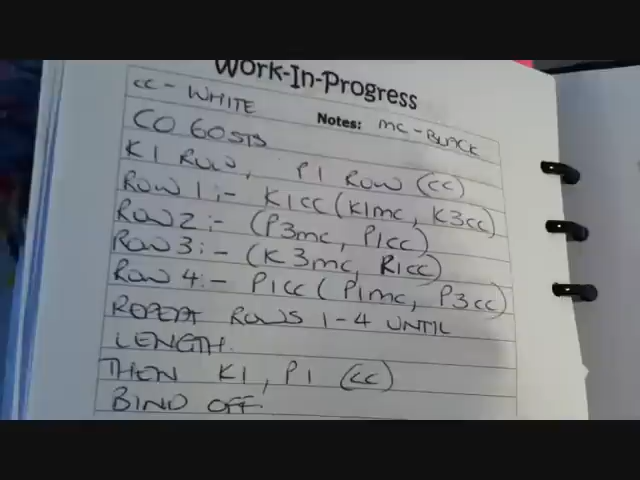 Work-In-Progress
CC - WHITE Notes: MC - BLACK
CO 60STS
K1 ROW, P1 ROW (CC)
ROW 1:- K1CC (K1MC, K3CC)
ROW 2:- (P3MC, P1CC)
ROW 3:- (K3MC, K1CC)
ROW 4:- P1CC (P1MC, P3CC)
REPEAT ROWS 1-4 UNTIL
LENGTH.
THEN K1, P1 (CC)
BIND OFF.